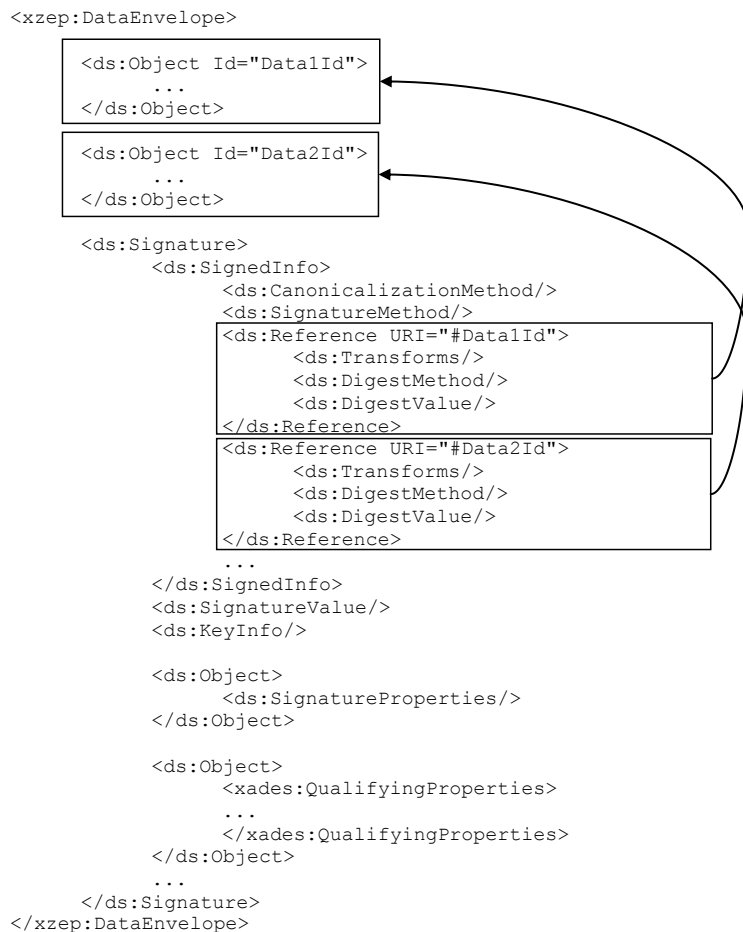 <xzep:DataEnvelope>
<ds:Object Id="Data1Id">
...
</ds:Object>
<ds:Object Id="Data2Id">
...
</ds:Object>
<ds:Signature>
<ds:SignedInfo>
<ds:CanonicalizationMethod/>
<ds:SignatureMethod/>
<ds:Reference URI="#Data1Id">
<ds:Transforms/>
<ds:DigestMethod/>
<ds:DigestValue/>
</ds:Reference>
<ds:Reference URI="#Data2Id">
<ds:Transforms/>
<ds:DigestMethod/>
<ds:DigestValue/>
</ds:Reference>
...
</ds:SignedInfo>
<ds:SignatureValue/>
<ds:KeyInfo/>
<ds:Object>
<ds:SignatureProperties/>
</ds:Object>
<ds:Object>
<xades:QualifyingProperties>
...
</xades:QualifyingProperties>
</ds:Object>
...
</ds:Signature>
</xzep:DataEnvelope>